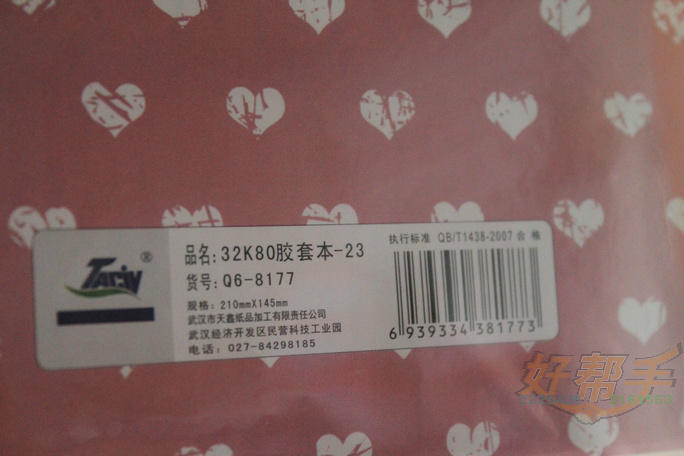 Tariy ®
品名: 32K80胶套本-23
货号: Q6-8177
规格: 210mmX145mm
武汉市天鑫纸品加工有限责任公司
武汉经济开发区民营科技工业园
电话: 027-84298185
执行标准 QB/T1438-2007 合 格
6 939334 381773
好帮手